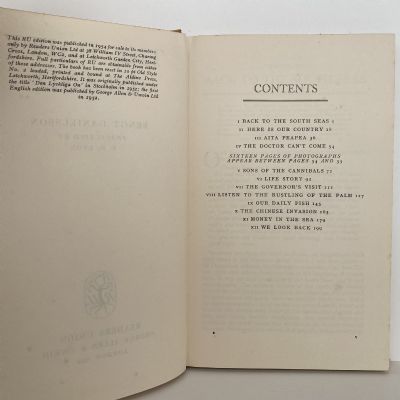 This RU edition was published in 1954 for sale to its members
only by Readers Union Ltd at 38 William IV Street, Charing
Cross, London, WC2, and at Letchworth Garden City, Hert-
fordshire. Full particulars of RU are obtainable from either
of these addresses. The book has been reset in 10 pt Old Style
No. 2 leaded, printed and bound at The Aldine Press,
Letchworth, Hertfordshire. It was originally published under
the title 'Den Lyckliga On' in Stockholm in 1951: the first
English edition was published by George Allen & Unwin Ltd
in 1952.
CONTENTS
I BACK TO THE SOUTH SEAS 1
II HERE IS OUR COUNTRY 18
III AITA PEAPEA 36
IV THE DOCTOR CAN'T COME 54
SIXTEEN PAGES OF PHOTOGRAPHS
APPEAR BETWEEN PAGES 54 AND 55
V SONS OF THE CANNIBALS 72
VI LIFE STORY 92
VII THE GOVERNOR'S VISIT 111
VIII LISTEN TO THE RUSTLING OF THE PALM 127
IX OUR DAILY FISH 145
X THE CHINESE INVASION 163
XI MONEY IN THE SEA 179
XII WE LOOK BACK 190